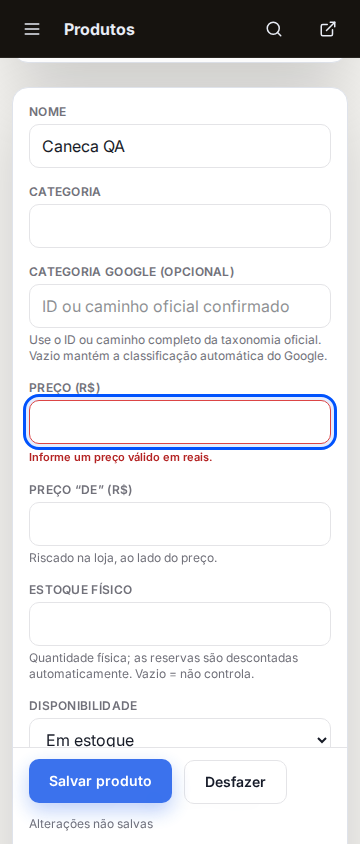 Produtos
NOME
Caneca QA
CATEGORIA
CATEGORIA GOOGLE (OPCIONAL)
ID ou caminho oficial confirmado
Use o ID ou caminho completo da taxonomia oficial.
Vazio mantém a classificação automática do Google.
PREÇO (R$)
Informe um preço válido em reais.
PREÇO “DE” (R$)
Riscado na loja, ao lado do preço.
ESTOQUE FÍSICO
Quantidade física; as reservas são descontadas
automaticamente. Vazio = não controla.
DISPONIBILIDADE
Em estoque
Salvar produto
Desfazer
Alterações não salvas